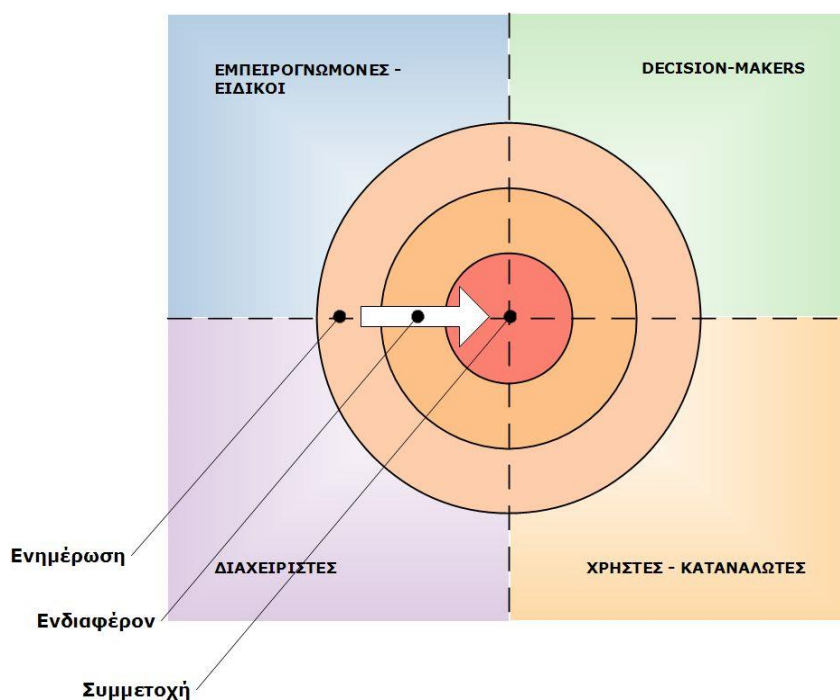 ΕΜΠΕΙΡΟΓΝΩΜΟΝΕΣ -
ΕΙΔΙΚΟΙ
DECISION-MAKERS
Ενημέρωση
ΔΙΑΧΕΙΡΙΣΤΕΣ
ΧΡΗΣΤΕΣ - ΚΑΤΑΝΑΛΩΤΕΣ
Ενδιαφέρον
Συμμετοχή